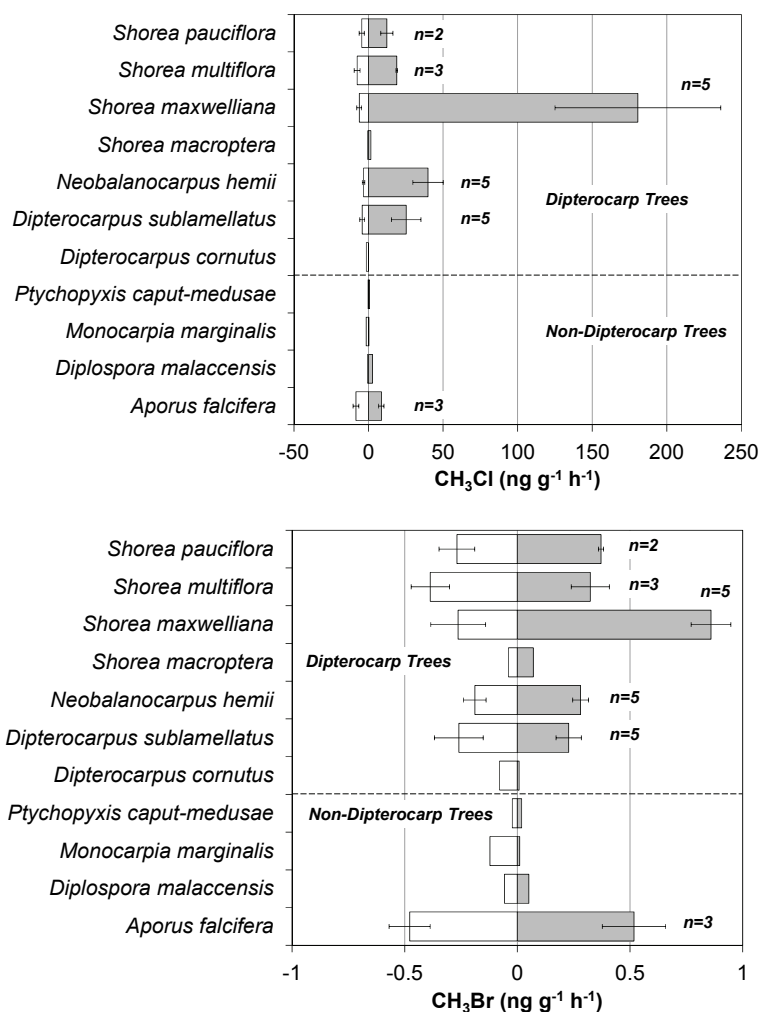 Shorea pauciflora n=2
Shorea multiflora n=3
n=5
Shorea maxwelliana
Shorea macroptera
Neobalanocarpus hemii n=5
Dipterocarp Trees
Dipterocarpus sublamellatus n=5
Dipterocarpus cornutus
Ptychopyxis caput-medusae
Monocarpia marginalis Non-Dipterocarp Trees
Diplospora malaccensis
Aporus falcifera n=3
-50 0 50 100 150 200 250
CH₃Cl (ng g⁻¹ h⁻¹)
Shorea pauciflora n=2
Shorea multiflora n=3 n=5
Shorea maxwelliana
Shorea macroptera Dipterocarp Trees
Neobalanocarpus hemii n=5
Dipterocarpus sublamellatus n=5
Dipterocarpus cornutus
Ptychopyxis caput-medusae Non-Dipterocarp Trees
Monocarpia marginalis
Diplospora malaccensis
Aporus falcifera n=3
-1 -0.5 0 0.5 1
CH₃Br (ng g⁻¹ h⁻¹)